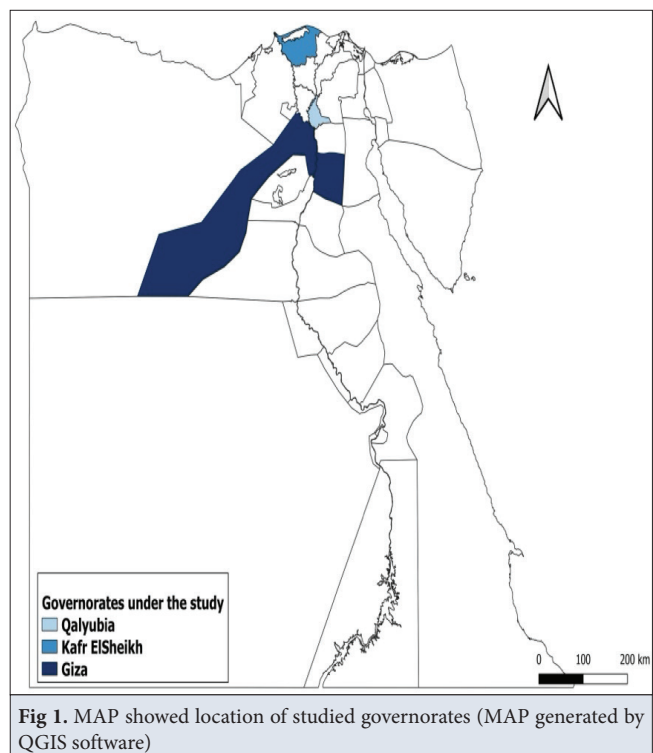 Governorates under the study
Qalyubia
Kafr ElSheikh
Giza
0 100 200 km
Fig 1. MAP showed location of studied governorates (MAP generated by
QGIS software)